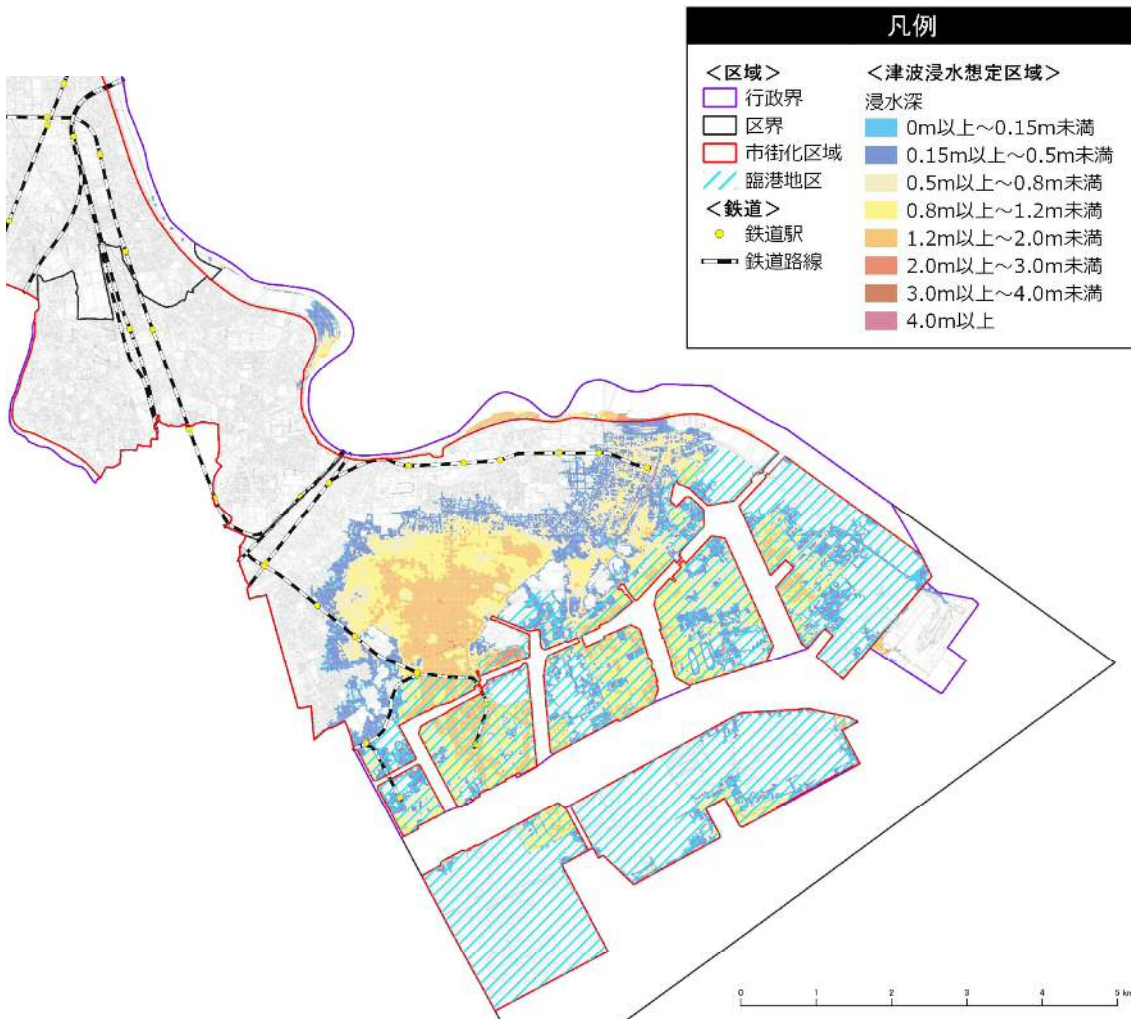 凡例
<区域>
行政界
区界
市街化区域
臨港地区
<鉄道>
鉄道駅
鉄道路線
<津波浸水想定区域>
浸水深
0m以上~0.15m未満
0.15m以上~0.5m未満
0.5m以上~0.8m未満
0.8m以上~1.2m未満
1.2m以上~2.0m未満
2.0m以上~3.0m未満
3.0m以上~4.0m未満
4.0m以上
0 1 2 3 4 5 km